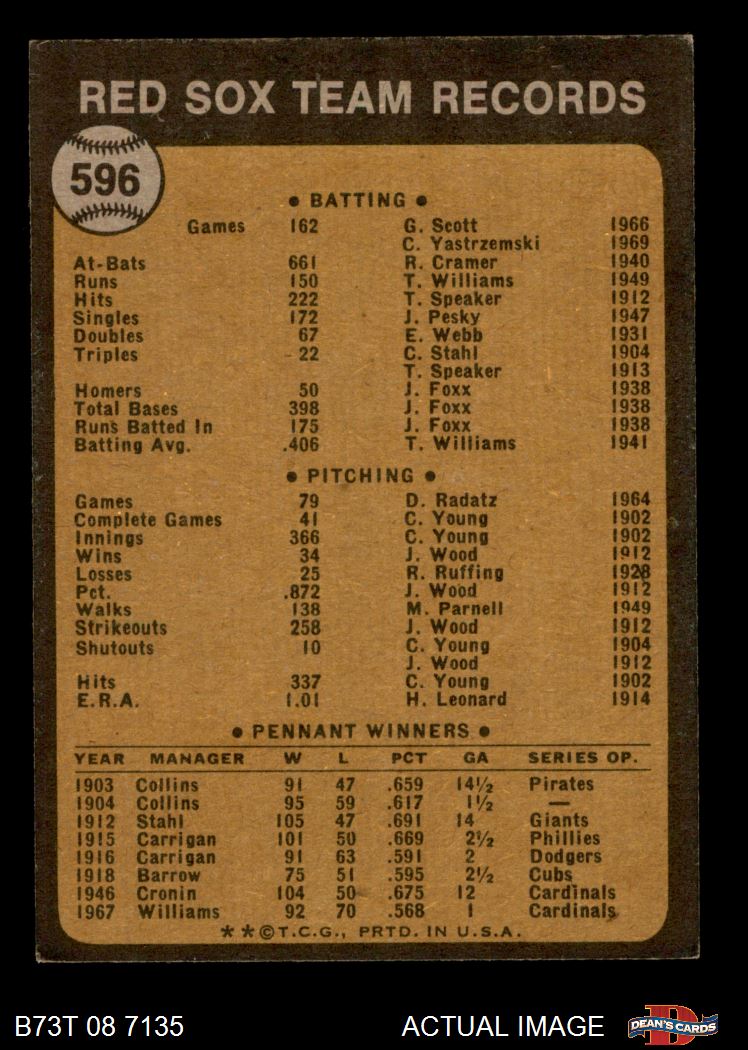 RED SOX TEAM RECORDS
596
• BATTING •
Games 162 G. Scott 1966
C. Yastrzemski 1969
At-Bats 661 R. Cramer 1940
Runs 150 T. Williams 1949
Hits 222 T. Speaker 1912
Singles 172 J. Pesky 1947
Doubles 67 E. Webb 1931
Triples 22 C. Stahl 1904
T. Speaker 1913
Homers 50 J. Foxx 1938
Total Bases 398 J. Foxx 1938
Runs Batted In 175 J. Foxx 1938
Batting Avg. .406 T. Williams 1941
• PITCHING •
Games 79 D. Radatz 1964
Complete Games 41 C. Young 1902
Innings 366 C. Young 1902
Wins 34 J. Wood 1912
Losses 25 R. Ruffing 1928
Pct. .872 J. Wood 1912
Walks 138 M. Parnell 1949
Strikeouts 258 J. Wood 1912
Shutouts 10 C. Young 1904
J. Wood 1912
Hits 337 C. Young 1902
E.R.A. 1.01 H. Leonard 1914
• PENNANT WINNERS •
YEAR MANAGER W L PCT GA SERIES OP.
1903 Collins 91 47 .659 14½ Pirates
1904 Collins 95 59 .617 1½ —
1912 Stahl 105 47 .691 14 Giants
1915 Carrigan 101 50 .669 2½ Phillies
1916 Carrigan 91 63 .591 2 Dodgers
1918 Barrow 75 51 .595 2½ Cubs
1946 Cronin 104 50 .675 12 Cardinals
1967 Williams 92 70 .568 1 Cardinals
* * © T.C.G., PRTD. IN U.S.A.
B73T 08 7135 ACTUAL IMAGE DEAN'S CARDS